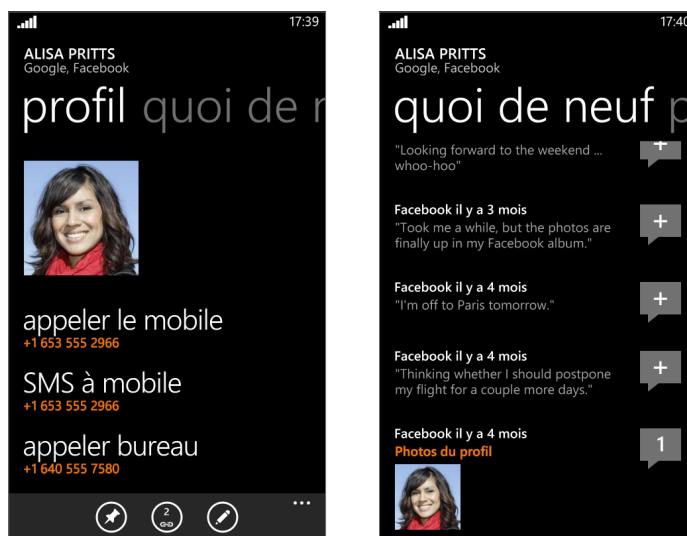 17:39
ALISA PRITTS
Google, Facebook
profil quoi de n
appeler le mobile
+1 653 555 2966
SMS à mobile
+1 653 555 2966
appeler bureau
+1 640 555 7580
2
17:40
ALISA PRITTS
Google, Facebook
quoi de neuf p
"Looking forward to the weekend ...
whoo-hoo"
+
Facebook il y a 3 mois
"Took me a while, but the photos are
finally up in my Facebook album."
+
Facebook il y a 4 mois
"I'm off to Paris tomorrow."
+
Facebook il y a 4 mois
"Thinking whether I should postpone
my flight for a couple more days."
+
Facebook il y a 4 mois
Photos du profil
1